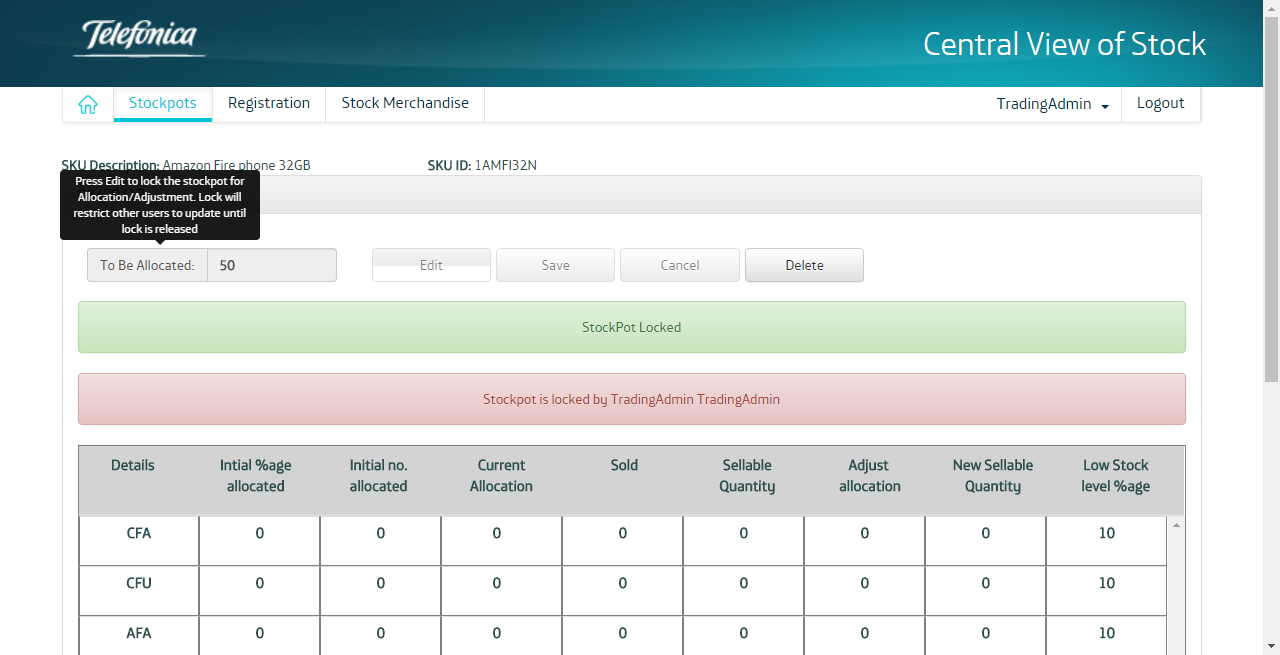 Telefónica
Central View of Stock
Stockpots Registration Stock Merchandise TradingAdmin Logout
SKU Description: Amazon Fire phone 32GB SKU ID: 1AMFI32N
Press Edit to lock the stockpot for
Allocation/Adjustment. Lock will
restrict other users to update until
lock is released
To Be Allocated: 50 Edit Save Cancel Delete
StockPot Locked
Stockpot is locked by TradingAdmin TradingAdmin
Details Intial %age allocated Initial no. allocated Current Allocation Sold Sellable Quantity Adjust allocation New Sellable Quantity Low Stock level %age
CFA 0 0 0 0 0 0 0 10
CFU 0 0 0 0 0 0 0 10
AFA 0 0 0 0 0 0 0 10